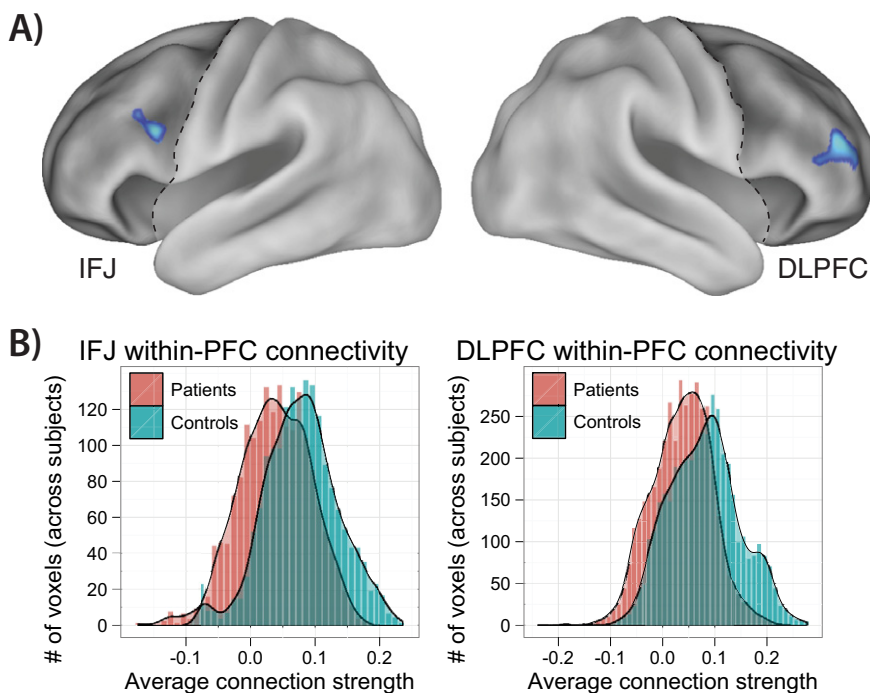 A)
IFJ
DLPFC
B)
IFJ within-PFC connectivity
# of voxels (across subjects)
Patients
Controls
120
100
80
60
40
20
0
-0.1
0.0
0.1
0.2
Average connection strength
DLPFC within-PFC connectivity
# of voxels (across subjects)
Patients
Controls
250
200
150
100
50
0
-0.2
-0.1
0.0
0.1
0.2
Average connection strength